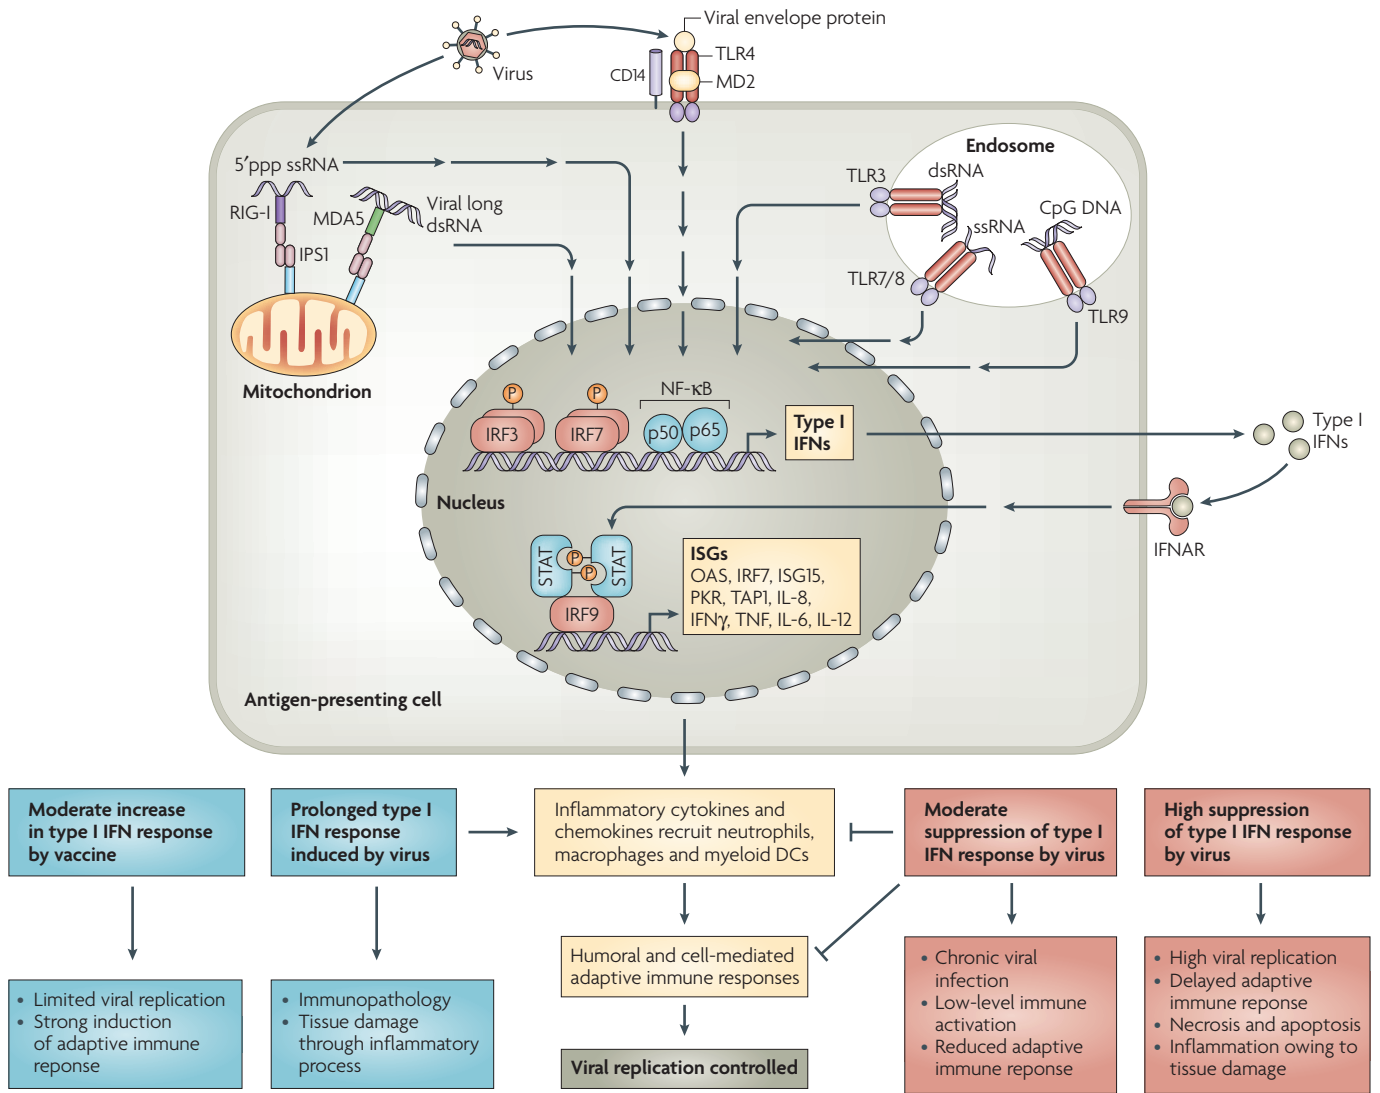 Viral envelope protein
TLR4
CD14
MD2
Virus
Endosome
5′ppp ssRNA
TLR3
dsRNA
RIG-I
MDA5
Viral long
dsRNA
CpG DNA
ssRNA
IPS1
TLR7/8
TLR9
Mitochondrion
P
P
NF-κB
IRF3
IRF7
p50
p65
Type I
IFNs
Type I
IFNs
Nucleus
IFNAR
STAT
P
P
STAT
IRF9
ISGs
OAS, IRF7, ISG15,
PKR, TAP1, IL-8,
IFNγ, TNF, IL-6, IL-12
Antigen-presenting cell
Moderate increase
in type I IFN response
by vaccine
Prolonged type I
IFN response
induced by virus
Inflammatory cytokines and
chemokines recruit neutrophils,
macrophages and myeloid DCs
Moderate
suppression of type I
IFN response by virus
High suppression
of type I IFN response
by virus
• Limited viral replication
• Strong induction
of adaptive immune
reponse
• Immunopathology
• Tissue damage
through inflammatory
process
Humoral and cell-mediated
adaptive immune responses
Viral replication controlled
• Chronic viral
infection
• Low-level immune
activation
• Reduced adaptive
immune reponse
• High viral replication
• Delayed adaptive
immune reponse
• Necrosis and apoptosis
• Inflammation owing to
tissue damage